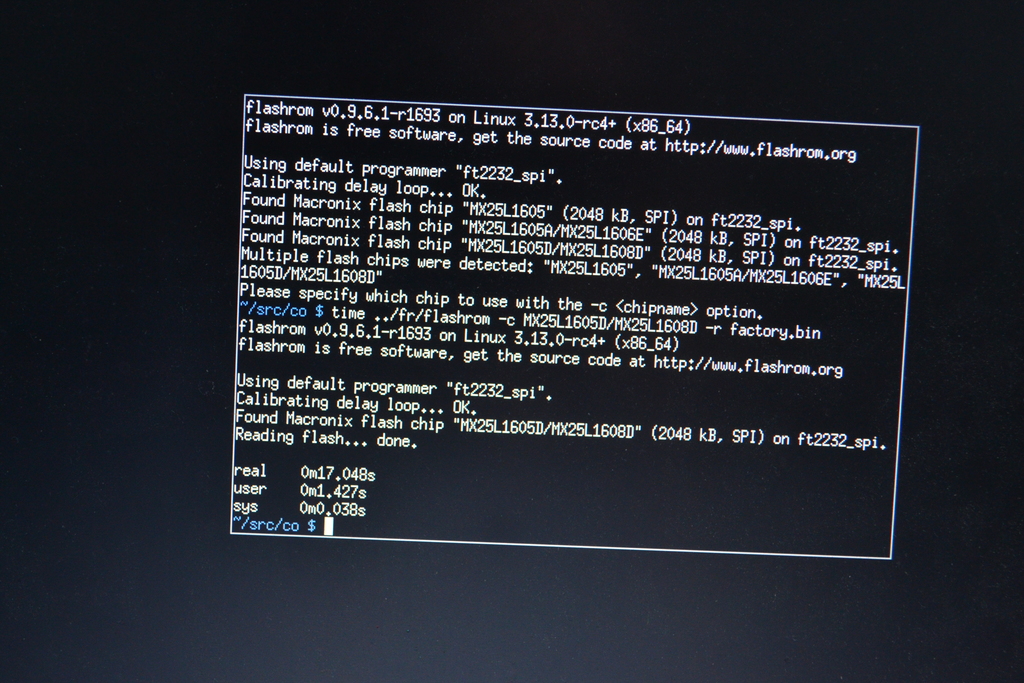 flashrom v0.9.6.1-r1693 on Linux 3.13.0-rc4+ (x86_64)
flashrom is free software, get the source code at http://www.flashrom.org
Using default programmer "ft2232_spi".
Calibrating delay loop... OK.
Found Macronix flash chip "MX25L1605" (2048 kB, SPI) on ft2232_spi.
Found Macronix flash chip "MX25L1605A/MX25L1606E" (2048 kB, SPI) on ft2232_spi.
Found Macronix flash chip "MX25L1605D/MX25L1608D" (2048 kB, SPI) on ft2232_spi.
Multiple flash chips were detected: "MX25L1605", "MX25L1605A/MX25L1606E", "MX25L
1605D/MX25L1608D"
Please specify which chip to use with the -c <chipname> option.
~/src/co $ time ../fr/flashrom -c MX25L1605D/MX25L1608D -r factory.bin
flashrom v0.9.6.1-r1693 on Linux 3.13.0-rc4+ (x86_64)
flashrom is free software, get the source code at http://www.flashrom.org
Using default programmer "ft2232_spi".
Calibrating delay loop... OK.
Found Macronix flash chip "MX25L1605D/MX25L1608D" (2048 kB, SPI) on ft2232_spi.
Reading flash... done.
real 0m17.048s
user 0m1.427s
sys 0m0.038s
~/src/co $